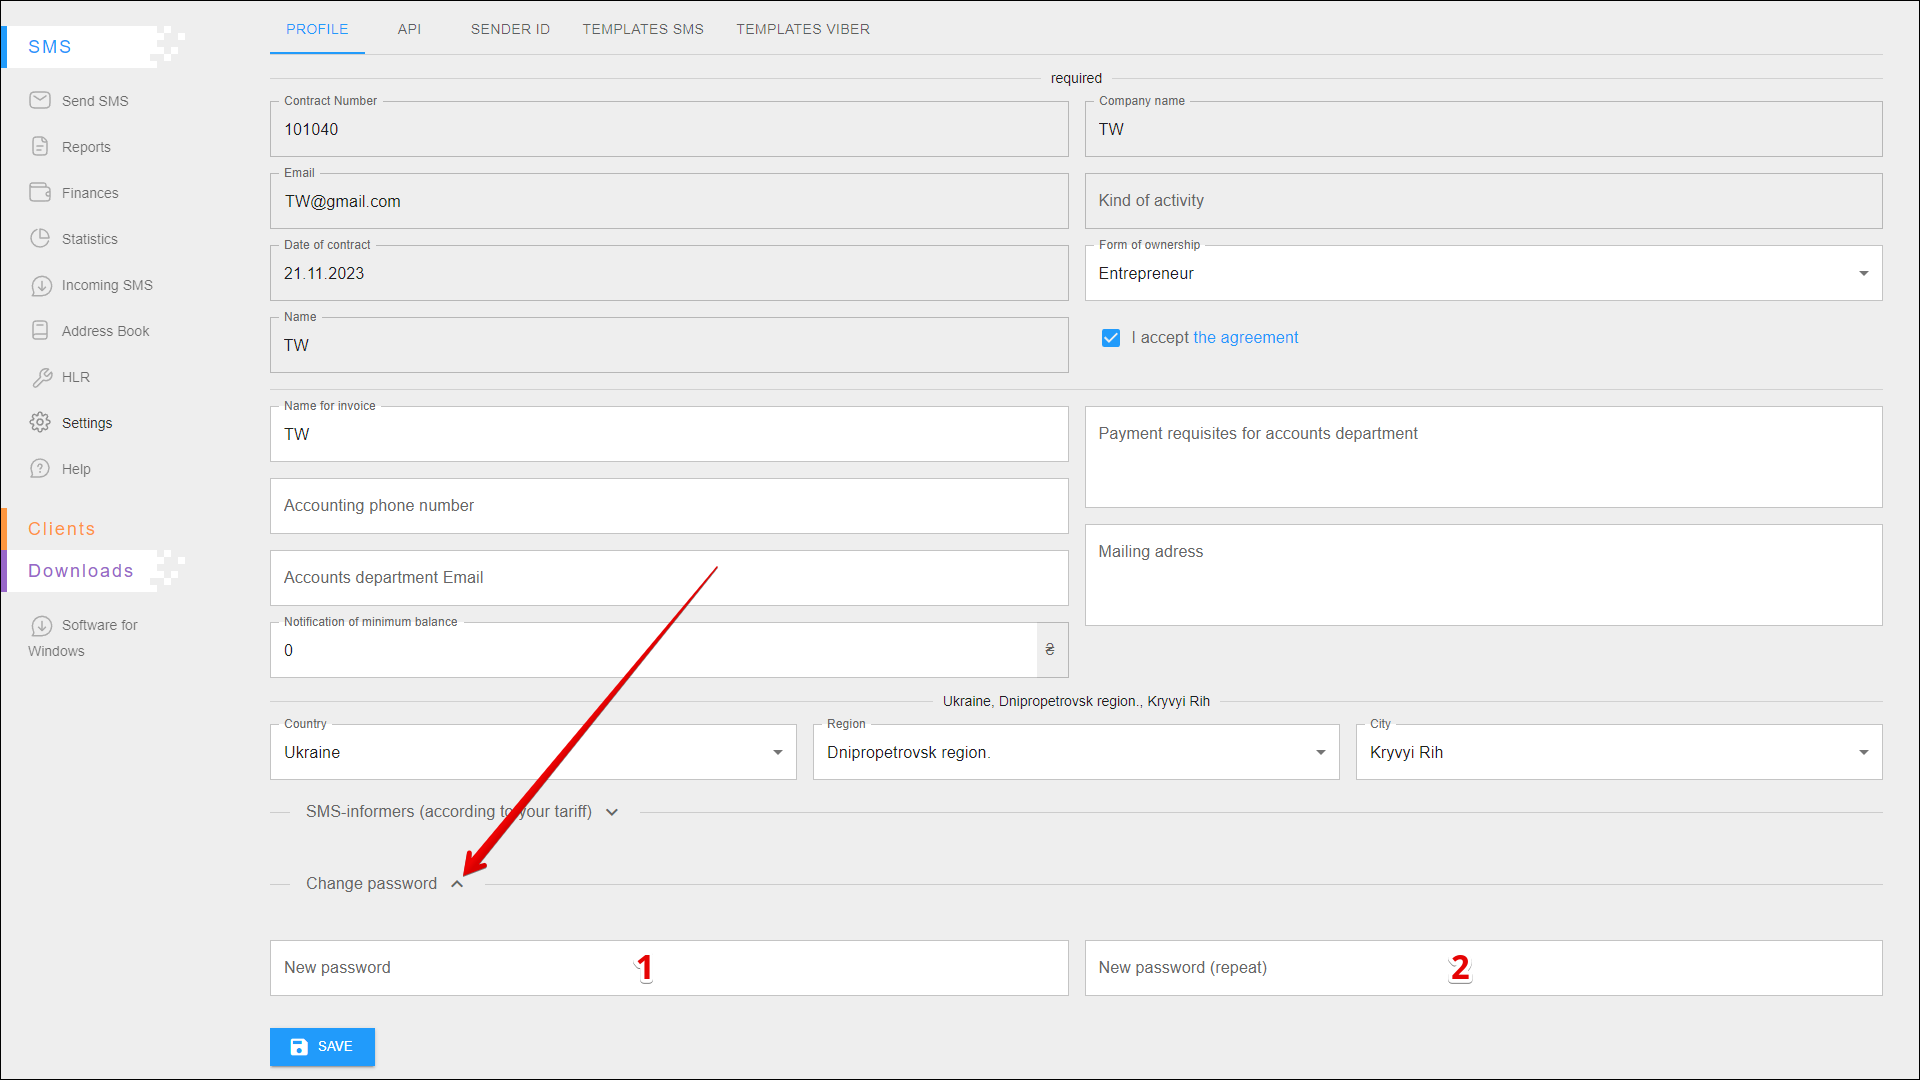 SMS
Send SMS
Reports
Finances
Statistics
Incoming SMS
Address Book
HLR
Settings
Help
Clients
Downloads
Software for
Windows
PROFILE API SENDER ID TEMPLATES SMS TEMPLATES VIBER
required
Contract Number
101040
Company name
TW
Email
TW@gmail.com
Kind of activity
Date of contract
21.11.2023
Form of ownership
Entrepreneur
Name
TW
I accept the agreement
Name for invoice
TW
Payment requisites for accounts department
Accounting phone number
Mailing adress
Accounts department Email
Notification of minimum balance
0 ₴
Ukraine, Dnipropetrovsk region., Kryvyi Rih
Country
Ukraine
Region
Dnipropetrovsk region.
City
Kryvyi Rih
SMS-informers (according to your tariff)
Change password
New password 1
New password (repeat) 2
SAVE